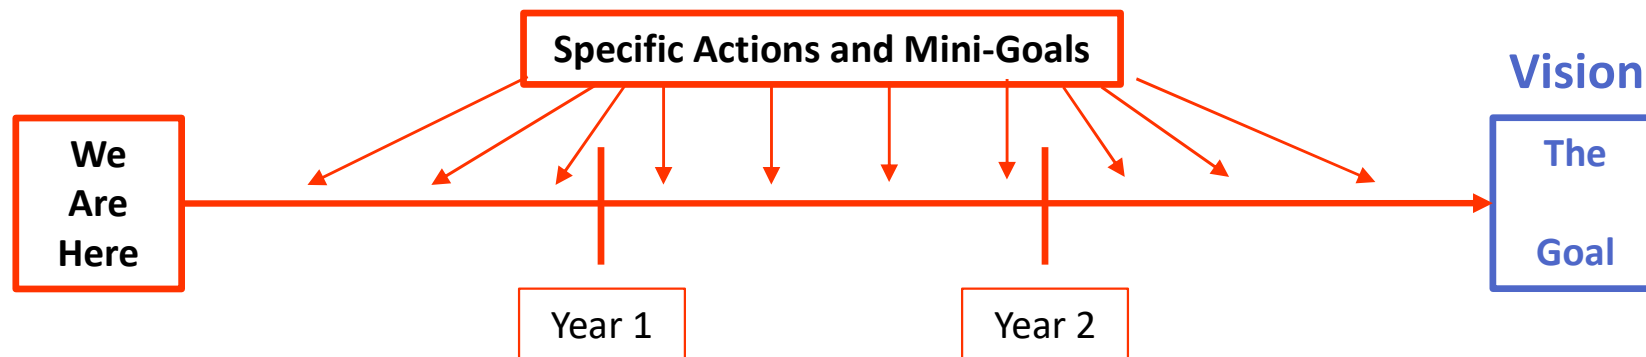 Specific Actions and Mini-Goals
Vision
We
Are
Here
The
Goal
Year 1
Year 2